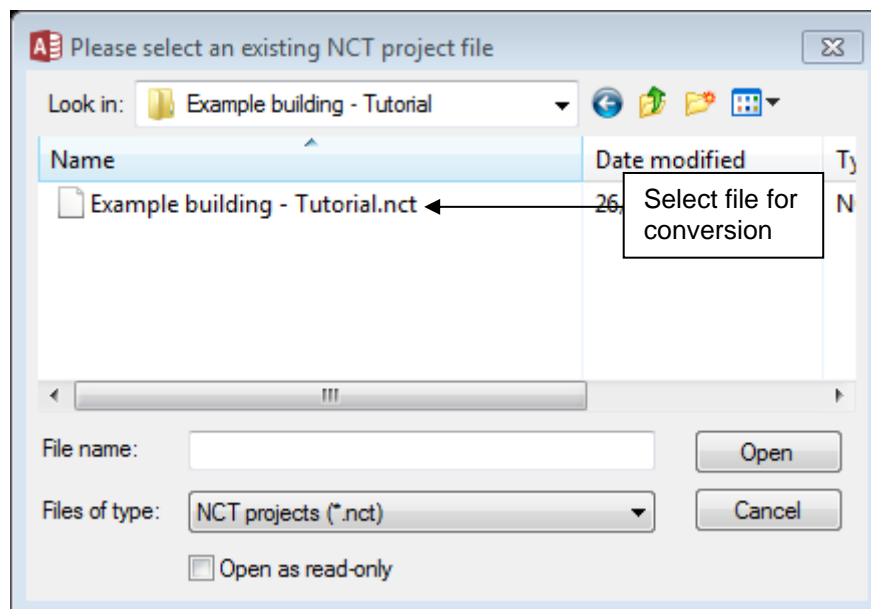 Please select an existing NCT project file
Look in: Example building - Tutorial
Name Date modified Ty
Example building - Tutorial.nct 26, N
Select file for
conversion
File name: Open
Files of type: NCT projects (*.nct) Cancel
Open as read-only